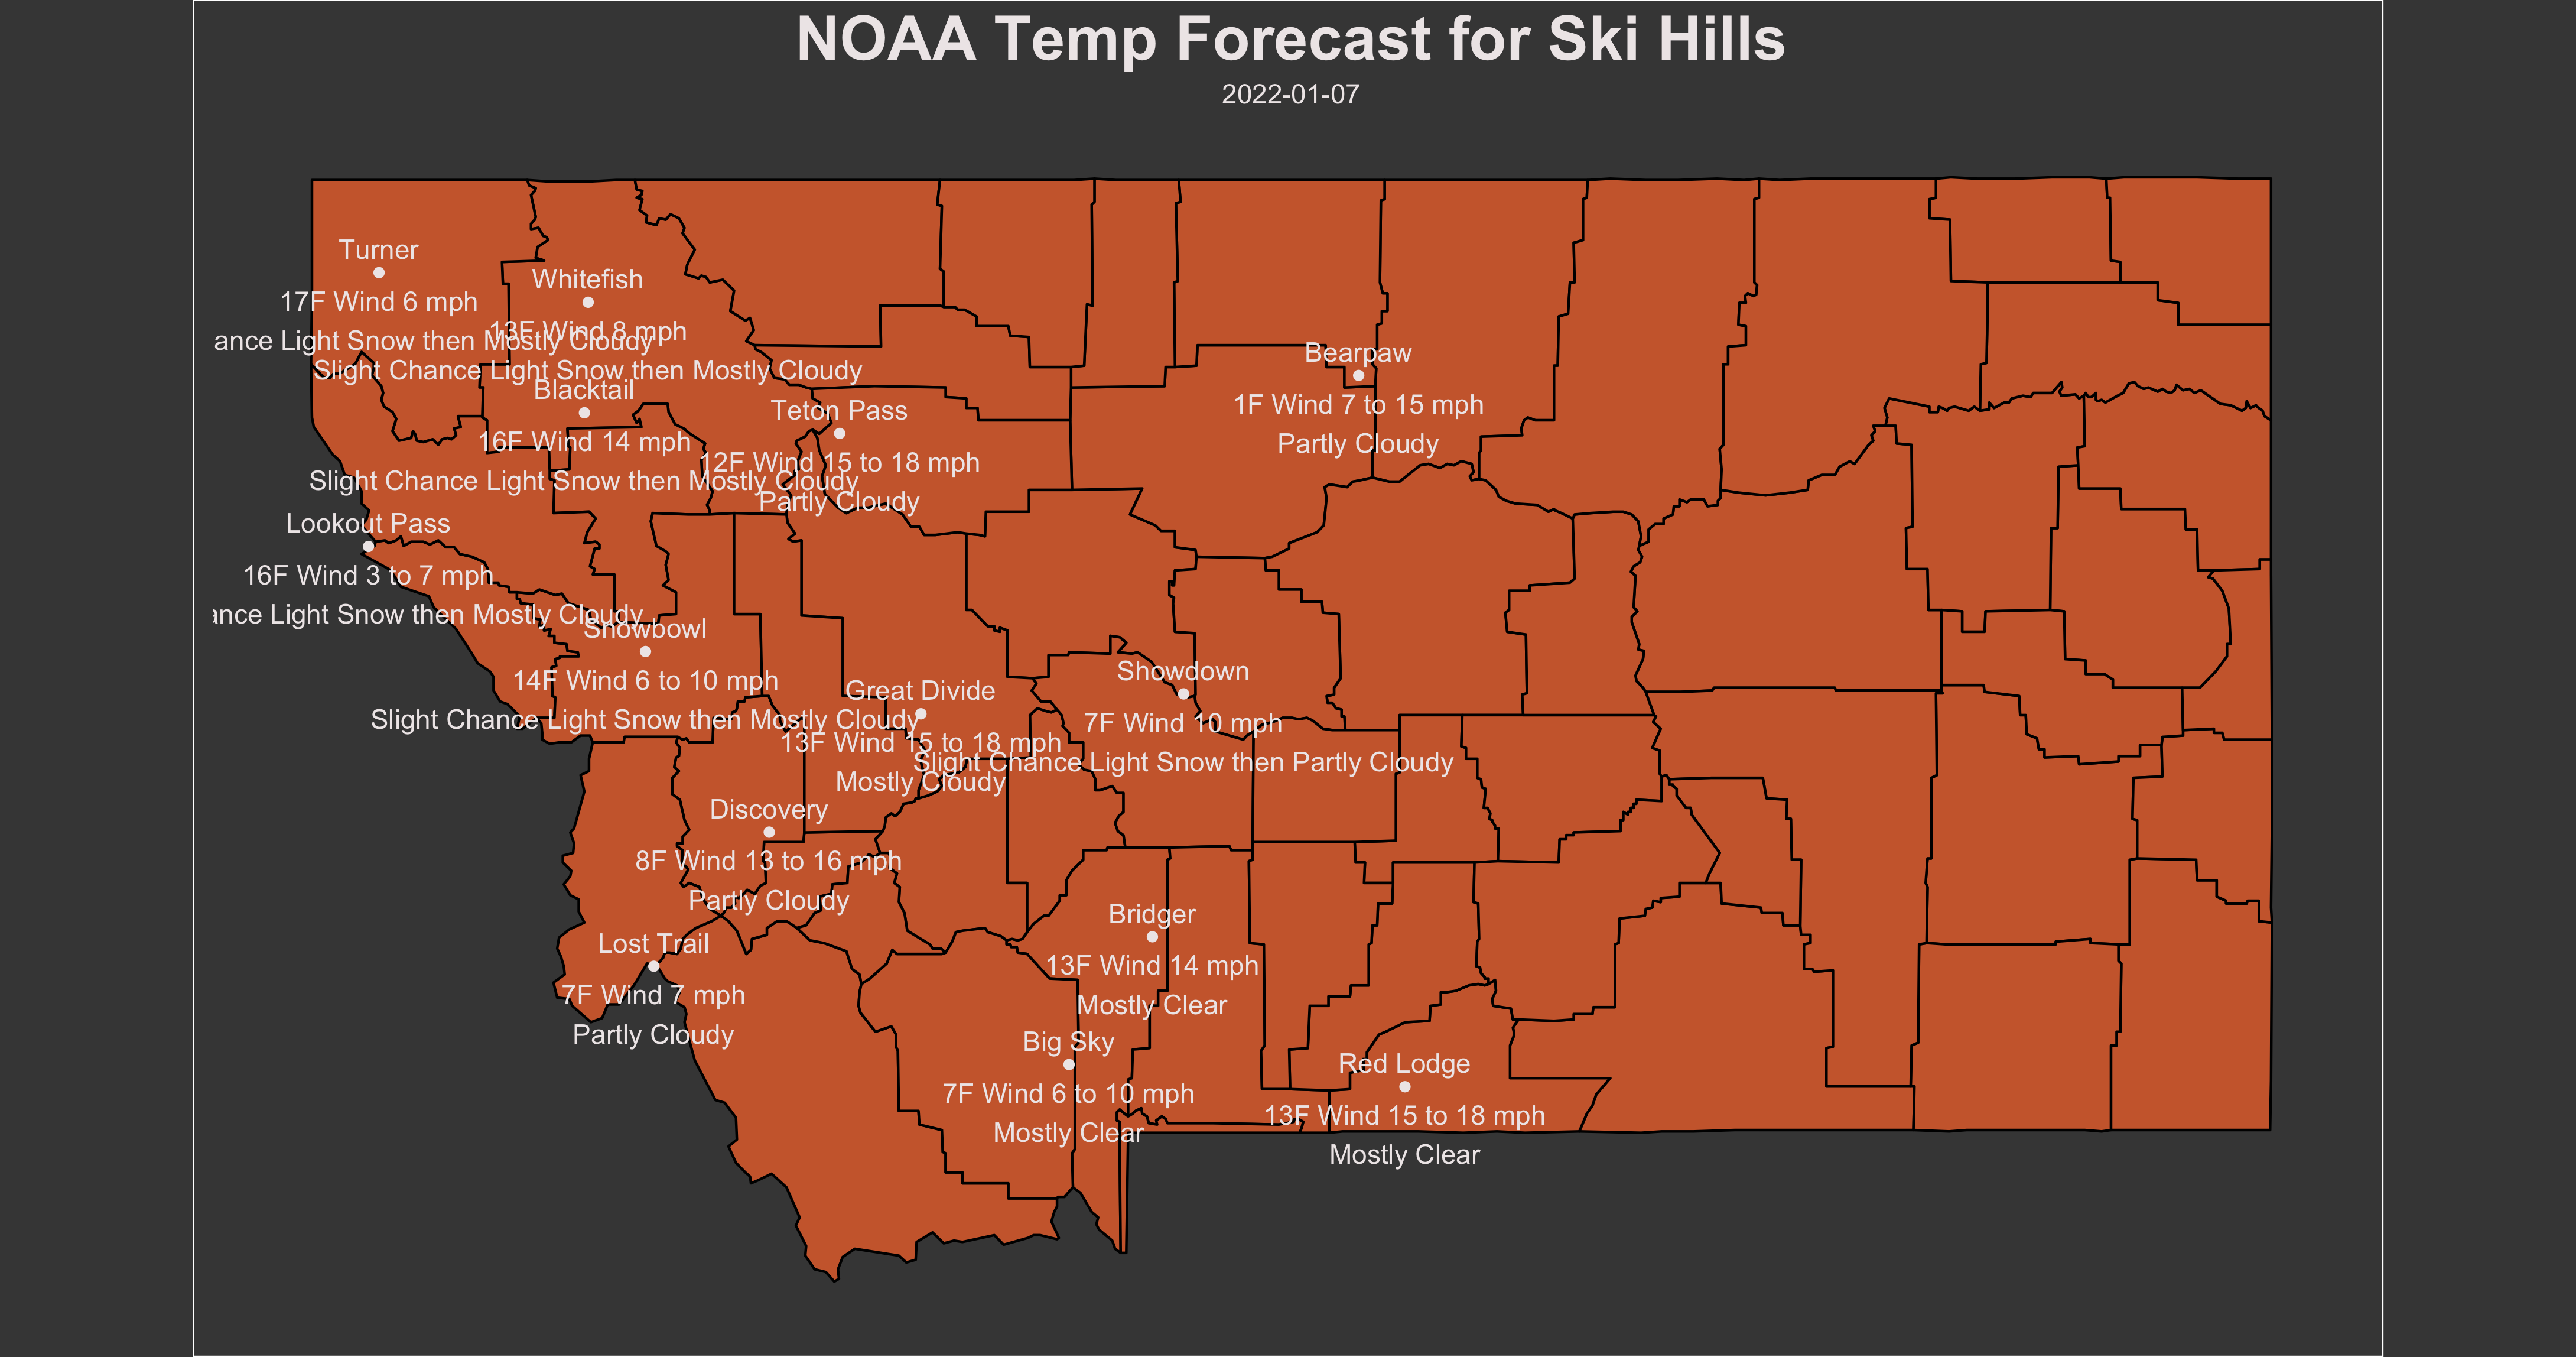 NOAA Temp Forecast for Ski Hills
2022-01-07
Turner
17F Wind 6 mph
ance Light Snow then Mostly Cloudy
Whitefish
13F Wind 8 mph
Slight Chance Light Snow then Mostly Cloudy
Blacktail
16F Wind 14 mph
Slight Chance Light Snow then Mostly Cloudy
Teton Pass
12F Wind 15 to 18 mph
Partly Cloudy
Bearpaw
1F Wind 7 to 15 mph
Partly Cloudy
Lookout Pass
16F Wind 3 to 7 mph
ance Light Snow then Mostly Cloudy
Snowbowl
14F Wind 6 to 10 mph
Slight Chance Light Snow then Mostly Cloudy
Great Divide
13F Wind 15 to 18 mph
Mostly Cloudy
Showdown
7F Wind 10 mph
Slight Chance Light Snow then Partly Cloudy
Discovery
8F Wind 13 to 16 mph
Partly Cloudy
Lost Trail
7F Wind 7 mph
Partly Cloudy
Bridger
13F Wind 14 mph
Mostly Clear
Big Sky
7F Wind 6 to 10 mph
Mostly Clear
Red Lodge
13F Wind 15 to 18 mph
Mostly Clear